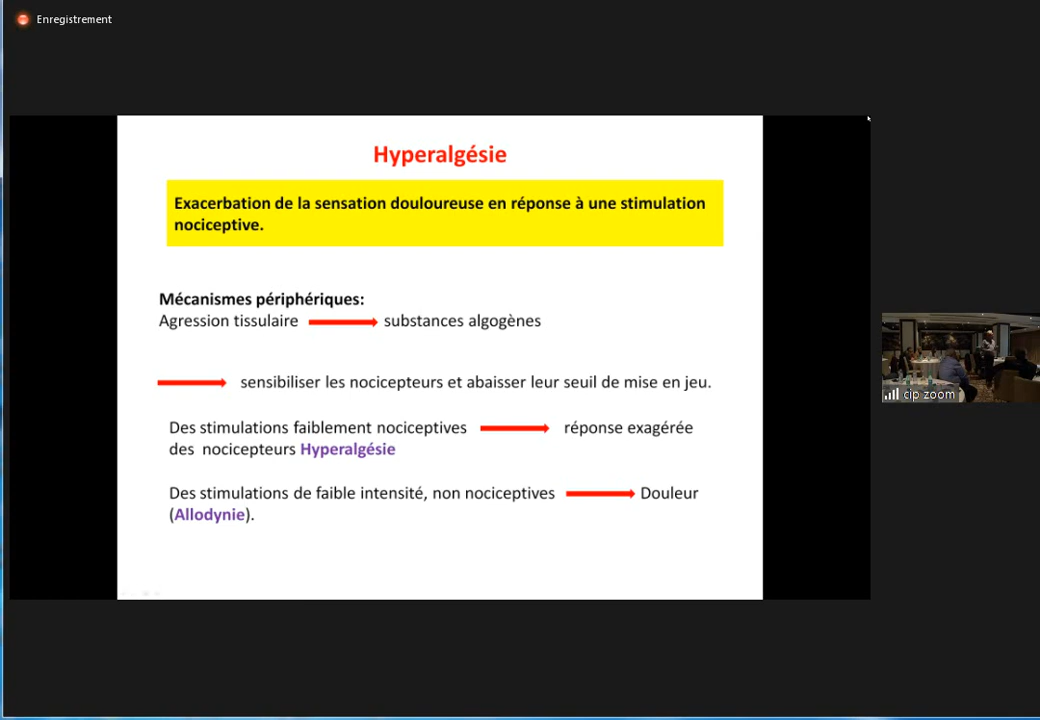 Enregistrement
Hyperalgésie
Exacerbation de la sensation douloureuse en réponse à une stimulation
nociceptive.
Mécanismes périphériques:
Agression tissulaire substances algogènes
sensibiliser les nocicepteurs et abaisser leur seuil de mise en jeu.
Des stimulations faiblement nociceptives réponse exagérée
des nocicepteurs Hyperalgésie
Des stimulations de faible intensité, non nociceptives Douleur
(Allodynie).
cip zoom